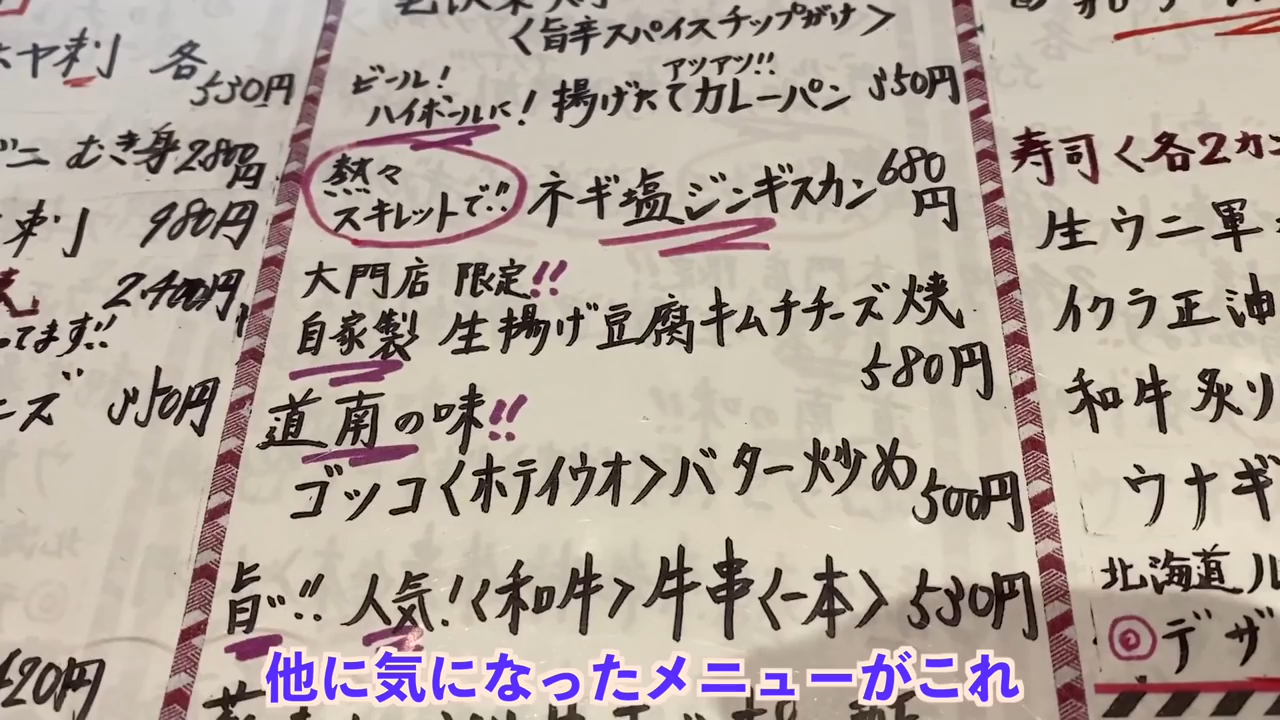 ホヤ刺 各
530円
むき身 2800円
刺 980円
2,400円
ってます!!
ニズ 550円
420円
<旨辛スパイスチップがけ>
ビール!
ハイボールに! 揚げたて アツアツ!! カレーパン 550円
熱々
スキレットで!! ネギ塩ジンギスカン 680円
大門店 限定!!
自家製 生揚げ豆腐キムチチーズ焼
580円
道南の味!!
ゴッコ<ホテイウオ>バター炒め 500円
旨い!! 人気!<和牛>牛串<一本> 530円
寿司<各2カン
生ウニ軍
イクラ正油
和牛炙り
ウナギ
北海道
◎デザ
他に気になったメニューがこれ